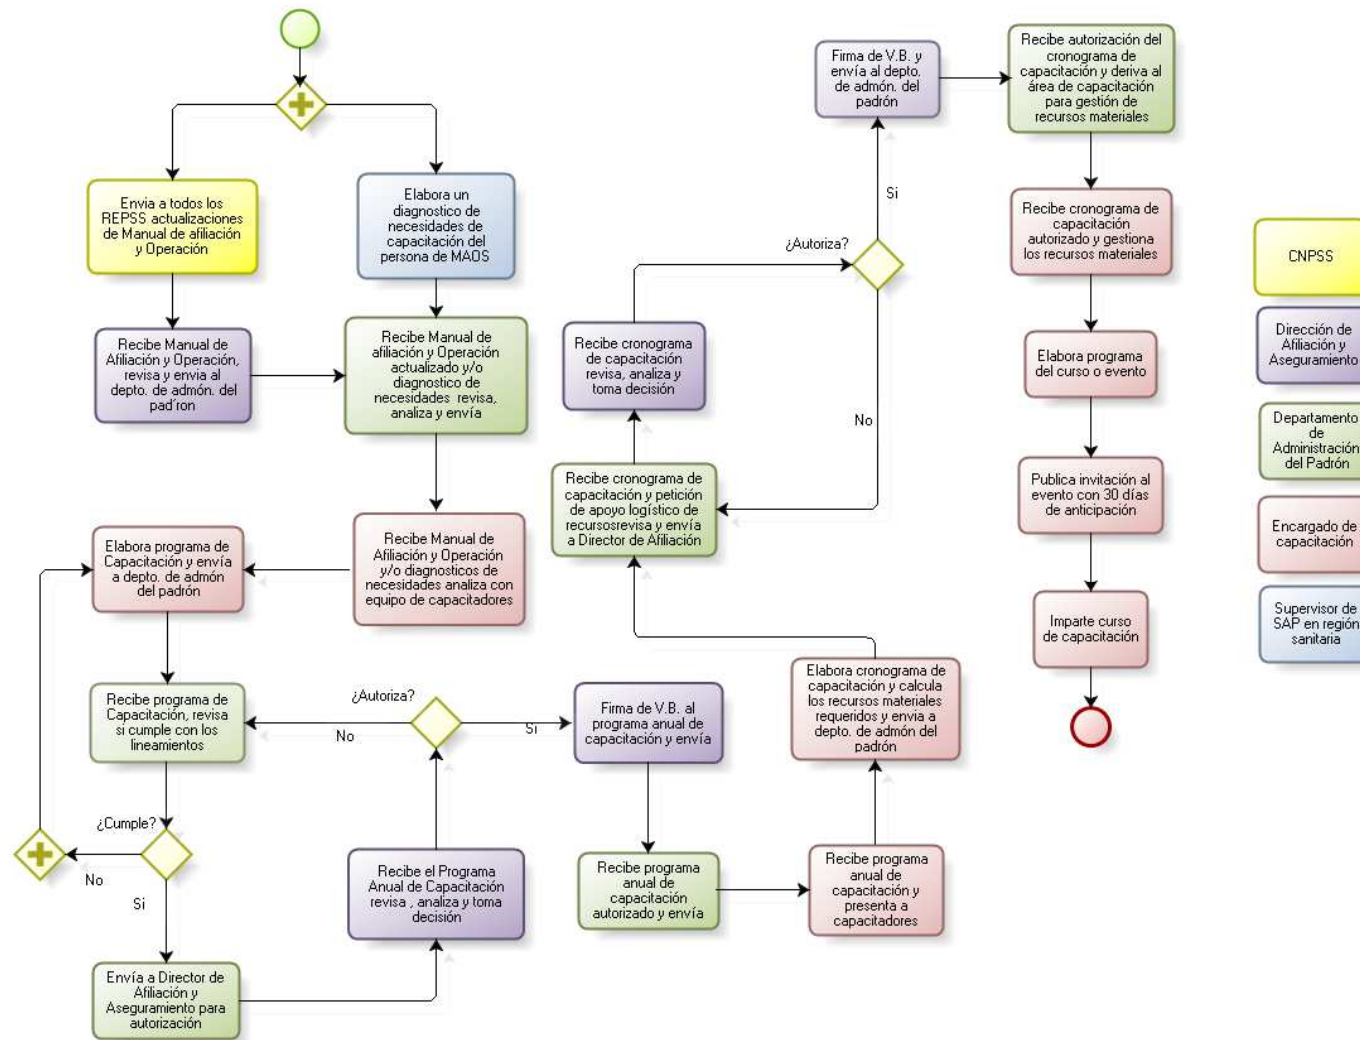 Envia a todos los
REPSS actualizaciones
de Manual de afiliación
y Operación
Elabora un
diagnostico de
necesidades de
capacitación del
persona de MAOS
Recibe Manual de
Afiliación y Operación,
revisa y envia al
depto. de admón. del
pad´ron
Recibe Manual de
afiliación y Operación
actualizado y/o
diagnostico de
necesidades revisa,
analiza y envía
Recibe Manual de
Afiliación y Operación
y/o diagnosticos de
necesidades analiza con
equipo de capacitadores
Elabora programa de
Capacitación y envía
a depto. de admón
del padrón
Recibe programa de
Capacitación, revisa
si cumple con los
lineamientos
¿Cumple?
No
Si
Envía a Director de
Afiliación y
Aseguramiento para
autorización
Recibe el Programa
Anual de Capacitación
revisa , analiza y toma
decisión
¿Autoriza?
No
Si
Firma de V.B. al
programa anual de
capacitación y envía
Recibe programa
anual de
capacitación
autorizado y envía
Recibe programa
anual de
capacitación y
presenta a
capacitadores
Elabora cronograma de
capacitación y calcula
los recursos materiales
requeridos y envia a
depto. de admón del
padrón
Recibe cronograma de
capacitación y petición
de apoyo logístico de
recursosrevisa y envía
a Director de Afiliación
Recibe cronograma
de capacitación
revisa, analiza y
toma decisión
¿Autoriza?
Si
No
Firma de V.B. y
envía al depto.
de admón. del
padrón
Recibe autorización del
cronograma de
capacitación y deriva al
área de capacitación
para gestión de
recursos materiales
Recibe cronograma de
capacitación
autorizado y gestiona
los recursos materiales
Elabora programa
del curso o evento
Publica invitación al
evento con 30 días
de anticipación
Imparte curso
de capacitación
CNPSS
Dirección de
Afiliación y
Aseguramiento
Departamento
de
Administración
del Padrón
Encargado de
capacitación
Supervisor de
SAP en región
sanitaria